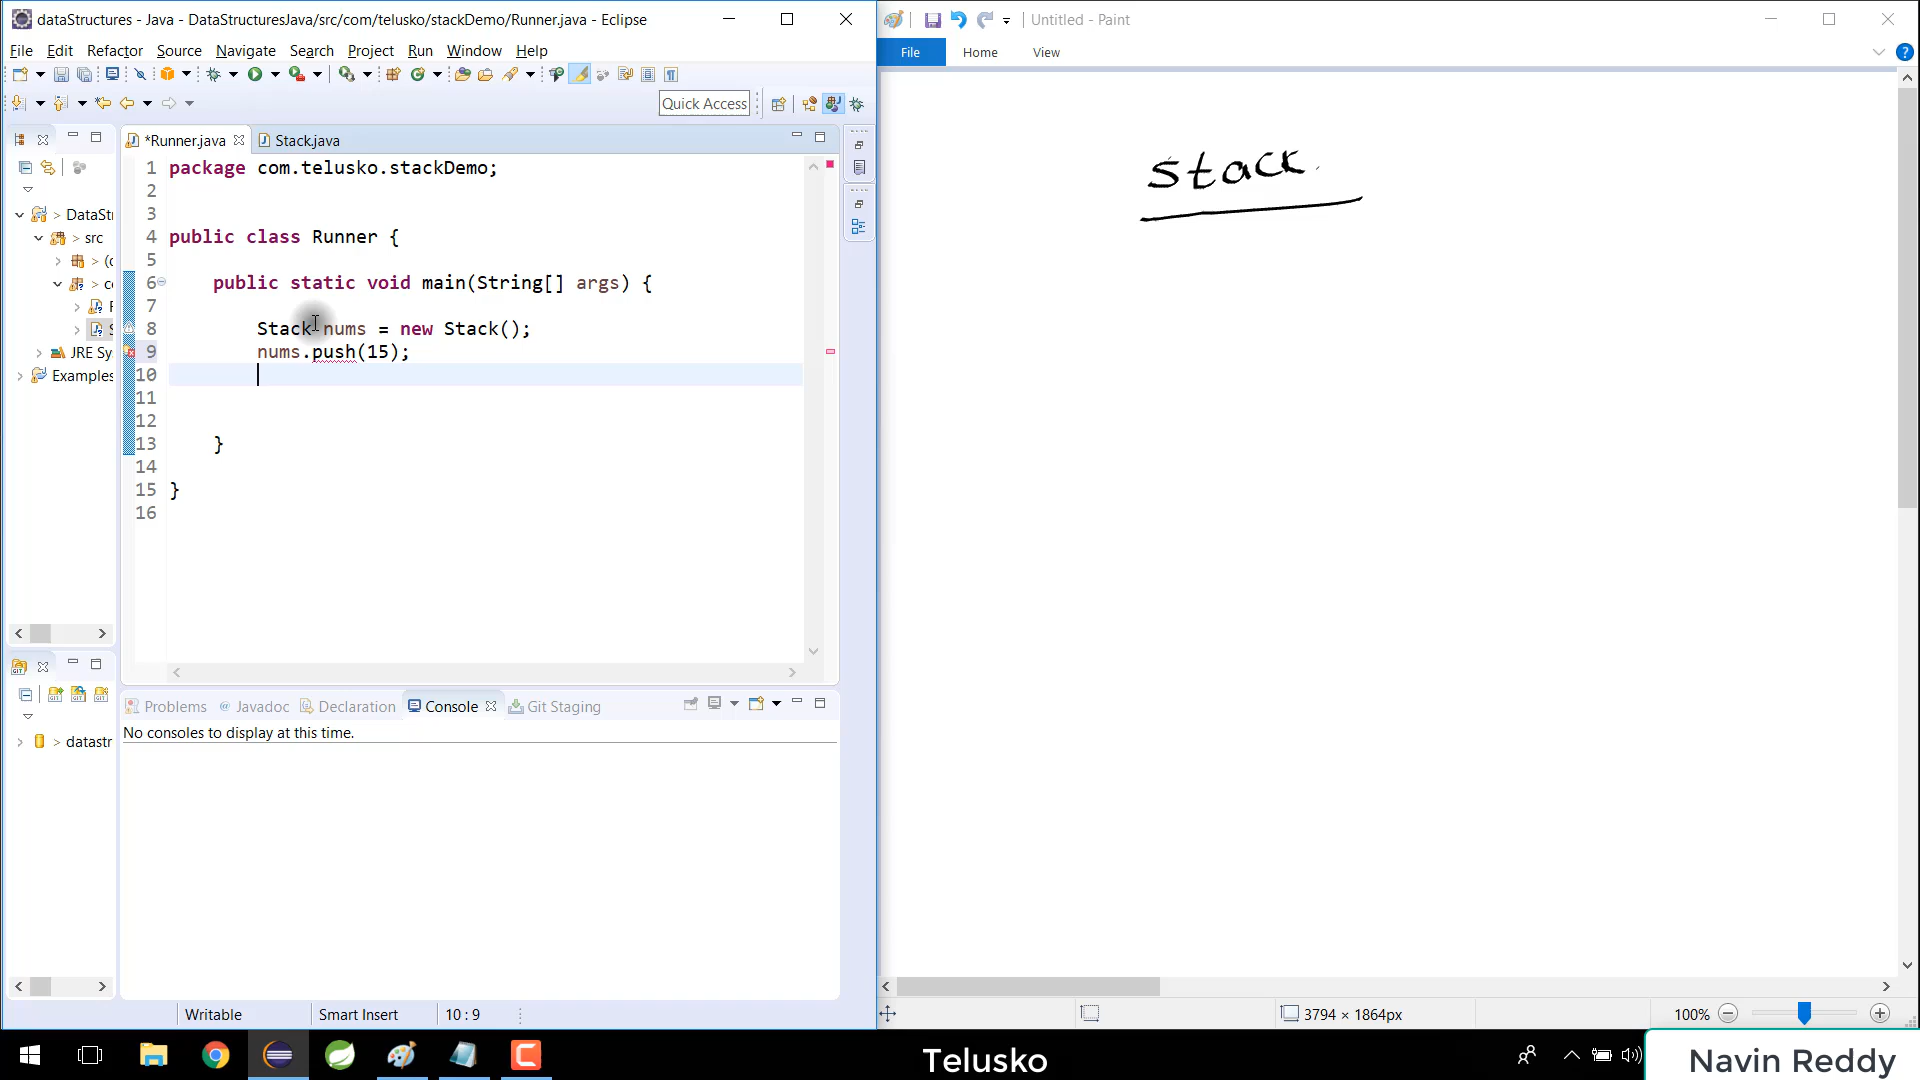 dataStructures - Java - DataStructuresJava/src/com/telusko/stackDemo/Runner.java - Eclipse
File Edit Refactor Source Navigate Search Project Run Window Help
Quick Access
*Runner.java Stack.java
1 package com.telusko.stackDemo;
2
3
4 public class Runner {
5
6 public static void main(String[] args) {
7
8 Stack nums = new Stack();
9 nums.push(15);
10
11
12
13 }
14
15 }
16
> DataSt
> src
> (
> c
JRE Sy
Examples
> datastr
Problems @ Javadoc Declaration Console Git Staging
No consoles to display at this time.
Writable Smart Insert 10 : 9
Untitled - Paint
File Home View
stack
3794 × 1864px 100%
Telusko
Navin Reddy